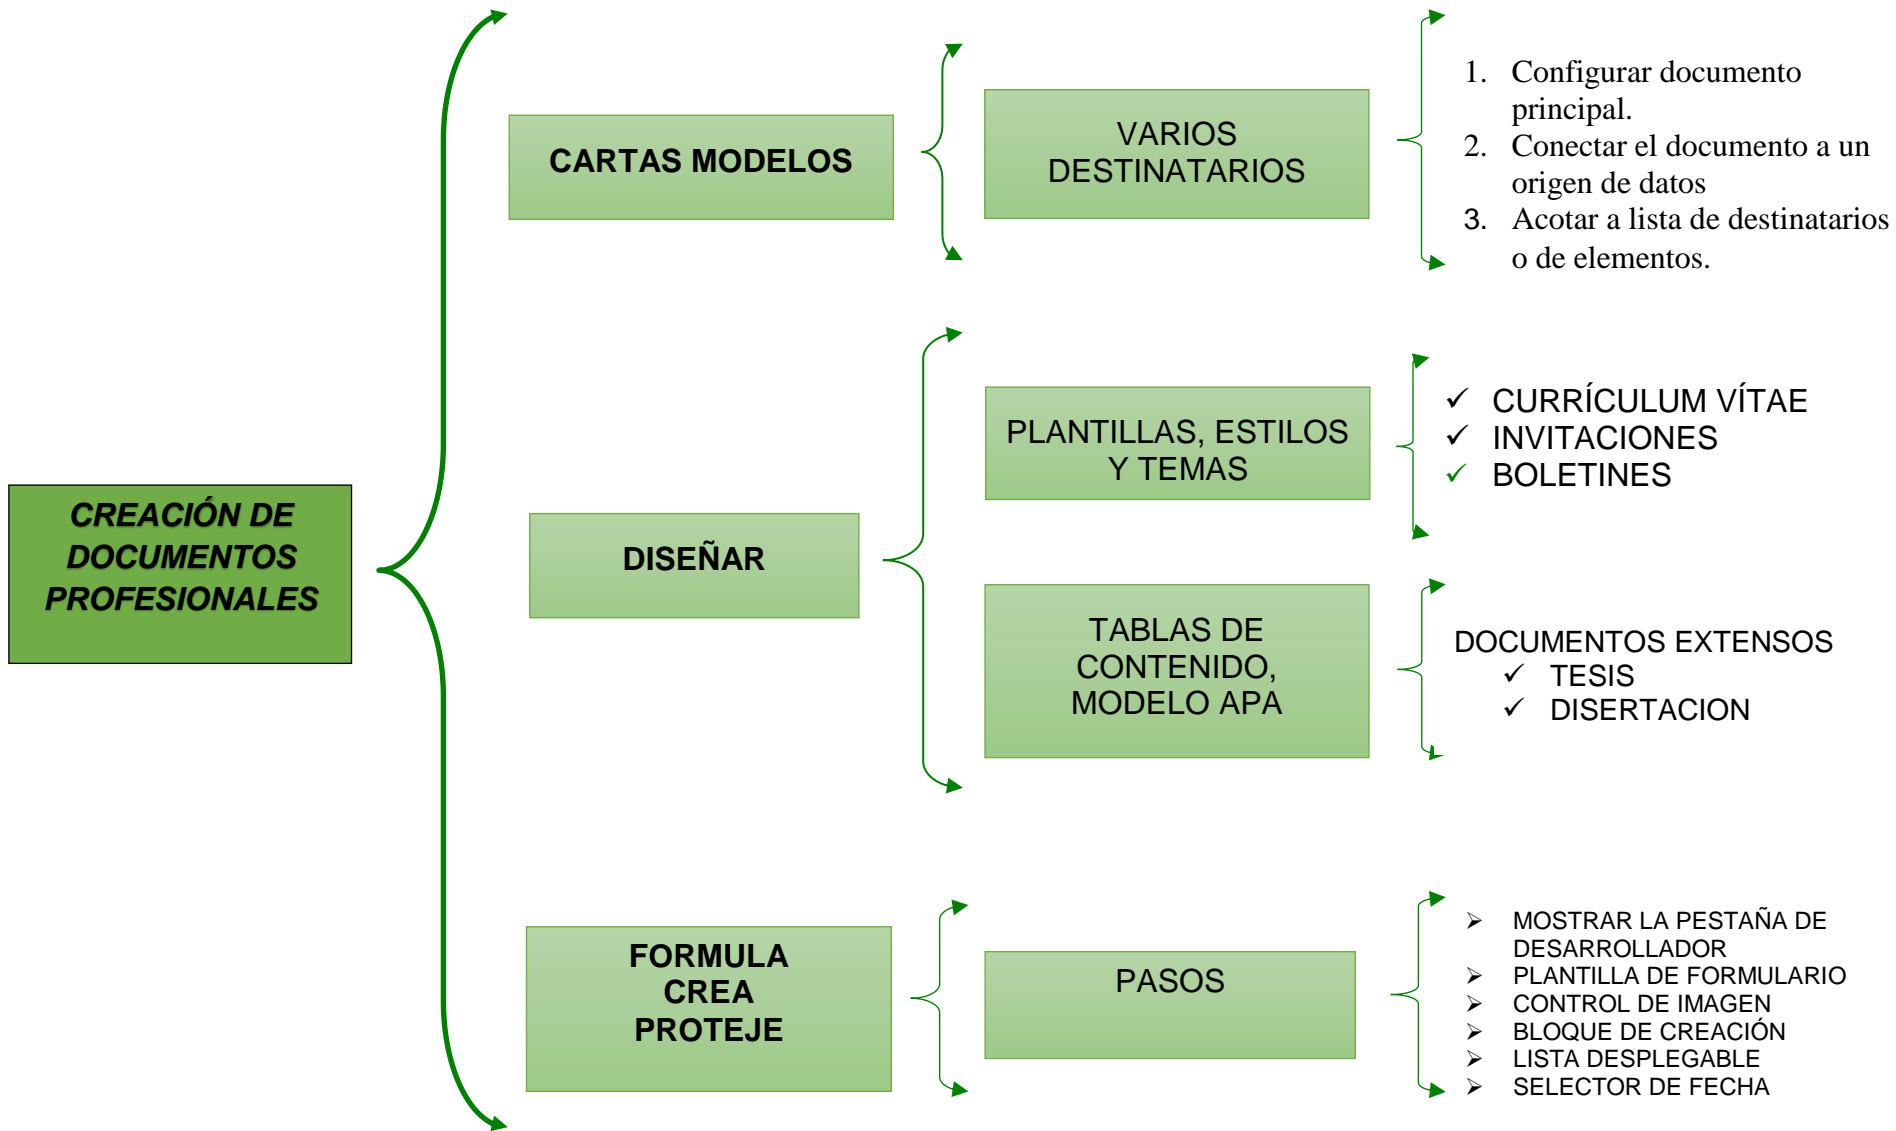 CREACIÓN DE
DOCUMENTOS
PROFESIONALES
CARTAS MODELOS
VARIOS
DESTINATARIOS
1. Configurar documento
principal.
2. Conectar el documento a un
origen de datos
3. Acotar a lista de destinatarios
o de elementos.
DISEÑAR
PLANTILLAS, ESTILOS
Y TEMAS
✓ CURRÍCULUM VÍTAE
✓ INVITACIONES
✓ BOLETINES
TABLAS DE
CONTENIDO,
MODELO APA
DOCUMENTOS EXTENSOS
✓ TESIS
✓ DISERTACION
FORMULA
CREA
PROTEJE
PASOS
➢ MOSTRAR LA PESTAÑA DE
DESARROLLADOR
➢ PLANTILLA DE FORMULARIO
➢ CONTROL DE IMAGEN
➢ BLOQUE DE CREACIÓN
➢ LISTA DESPLEGABLE
➢ SELECTOR DE FECHA